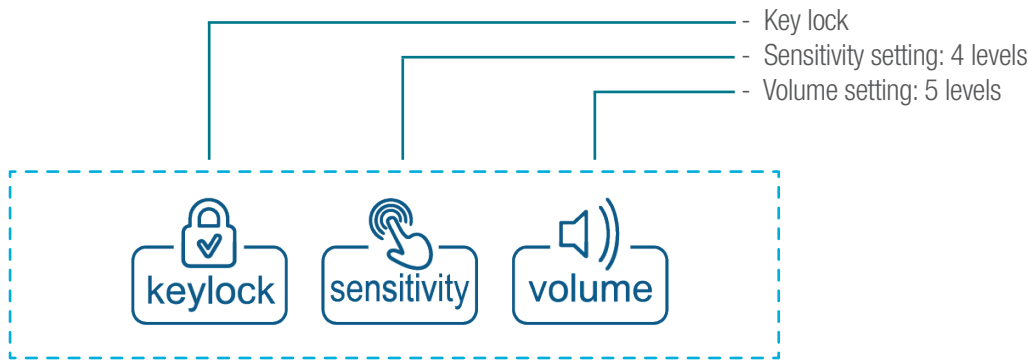 - Key lock
- Sensitivity setting: 4 levels
- Volume setting: 5 levels
keylock
sensitivity
volume